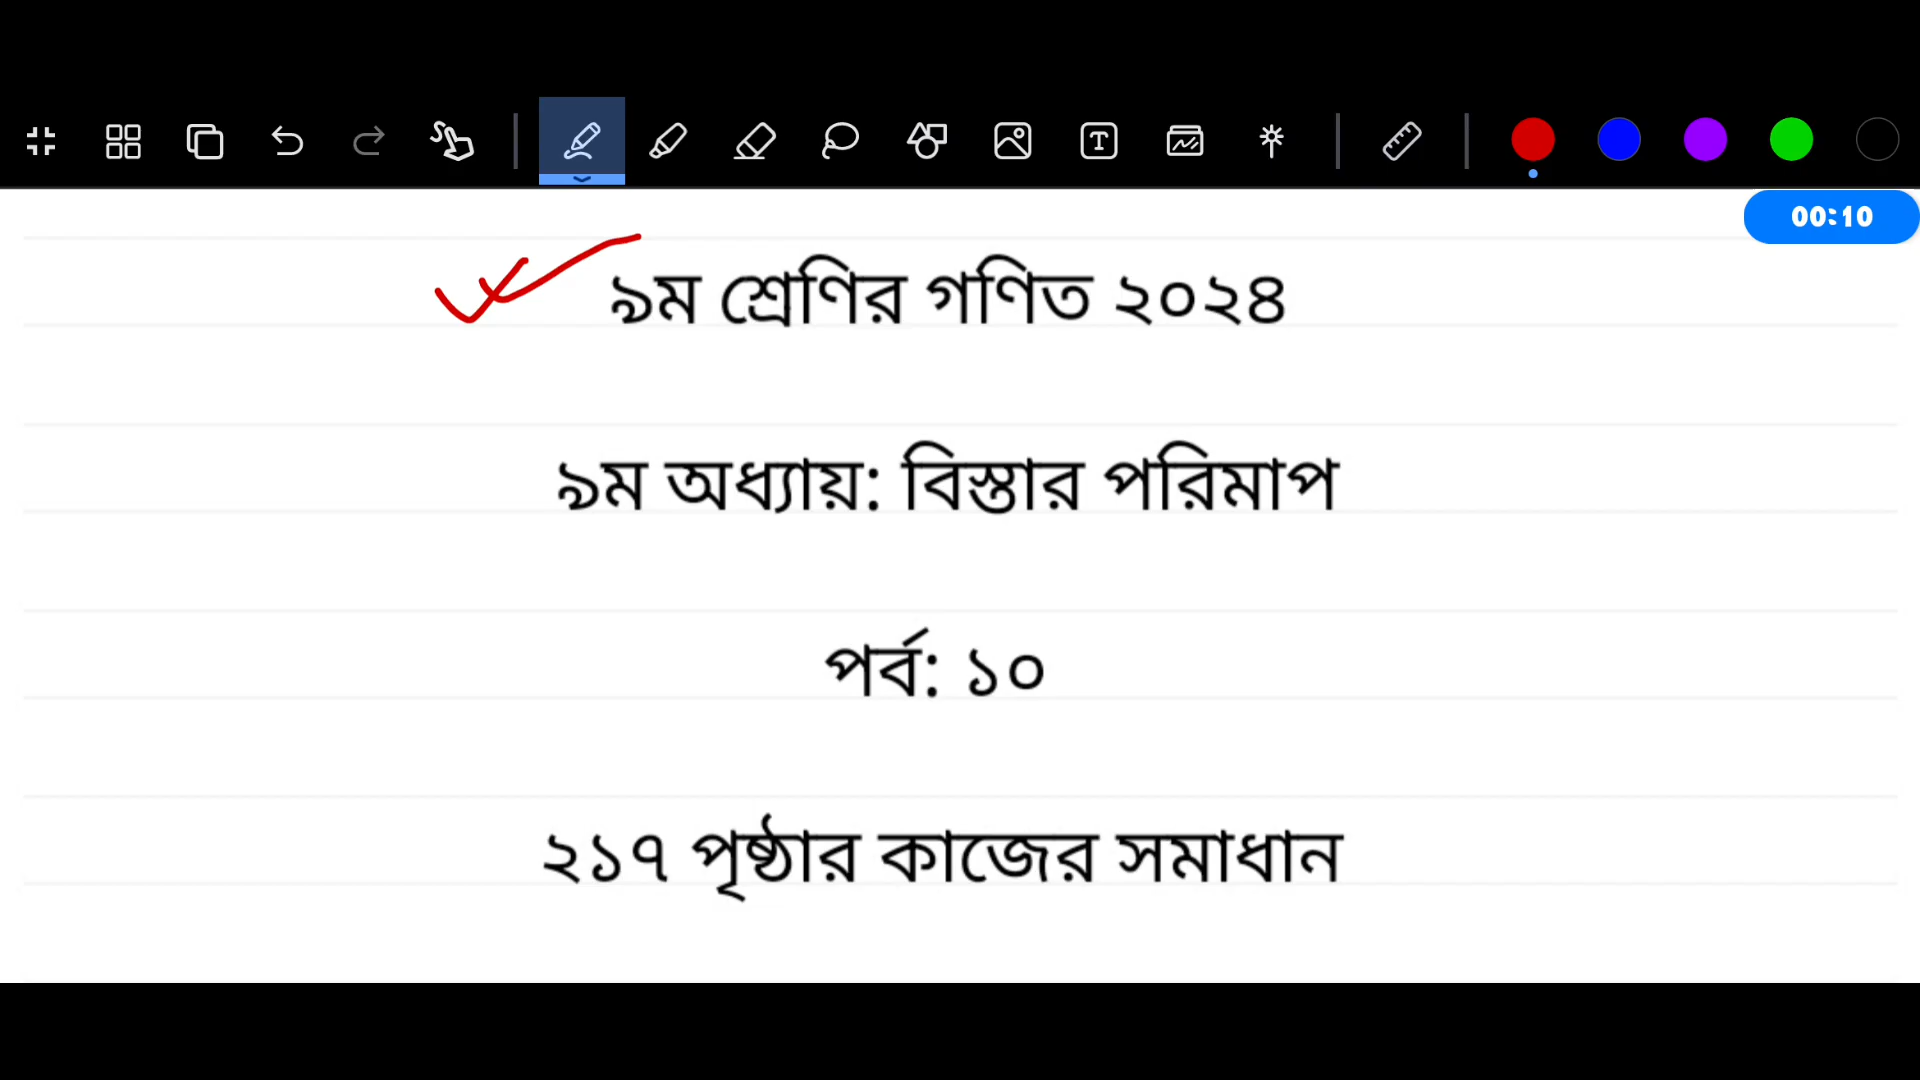 00:10
৯ম শ্রেণির গণিত ২০২৪
৯ম অধ্যায়: বিস্তার পরিমাপ
পর্ব: ১০
২১৭ পৃষ্ঠার কাজের সমাধান